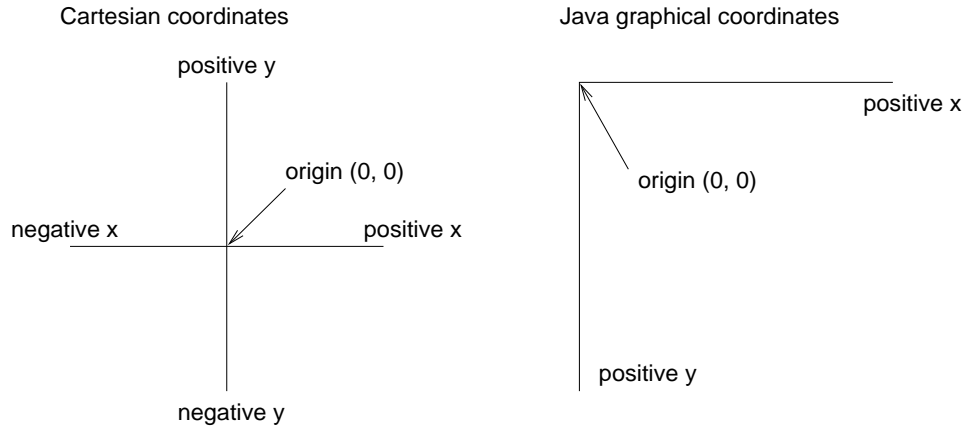 Cartesian coordinates
positive y
origin (0, 0)
negative x
positive x
negative y
Java graphical coordinates
positive x
origin (0, 0)
positive y